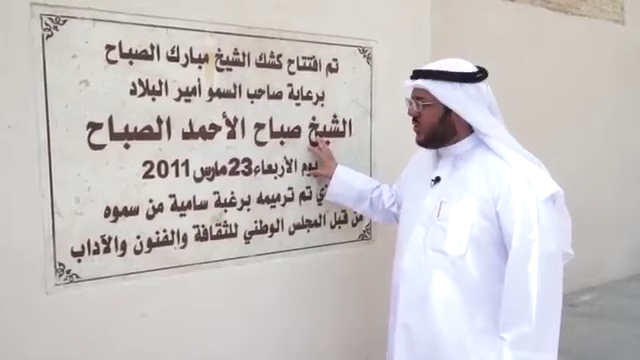 تم افتتاح كشك الشيخ مبارك الصباح
برعاية صاحب السمو أمير البلاد
الشيخ صباح الأحمد الصباح
يوم الأربعاء 23 مارس 2011
تم ترميمه برغبة سامية من سموه
من قبل المجلس الوطني للثقافة والفنون والآداب